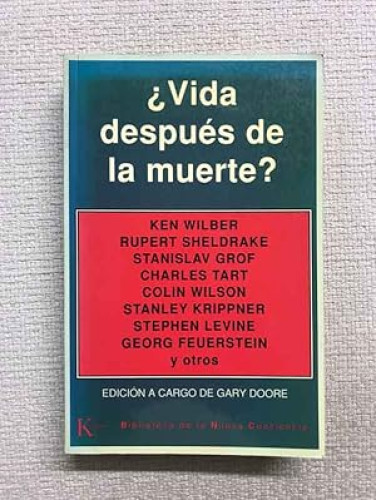 ¿Vida
después de
la muerte?
KEN WILBER
RUPERT SHELDRAKE
STANISLAV GROF
CHARLES TART
COLIN WILSON
STANLEY KRIPPNER
STEPHEN LEVINE
GEORG FEUERSTEIN
y otros
EDICIÓN A CARGO DE GARY DOORE
K Biblioteca de la Nueva Conciencia